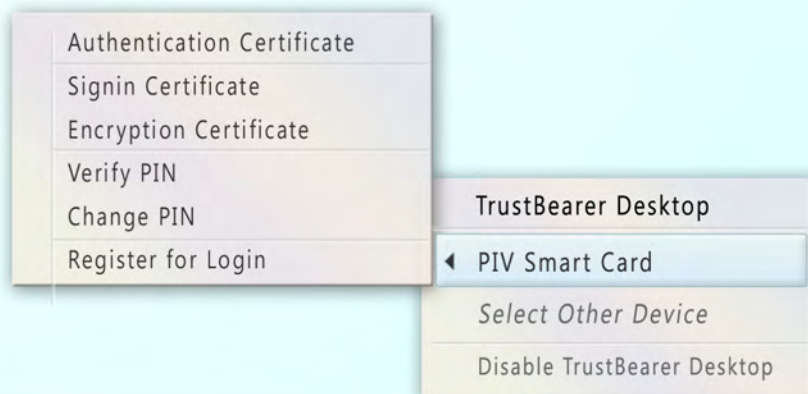 Authentication Certificate
Signin Certificate
Encryption Certificate
Verify PIN
Change PIN
Register for Login
TrustBearer Desktop
PIV Smart Card
Select Other Device
Disable TrustBearer Desktop